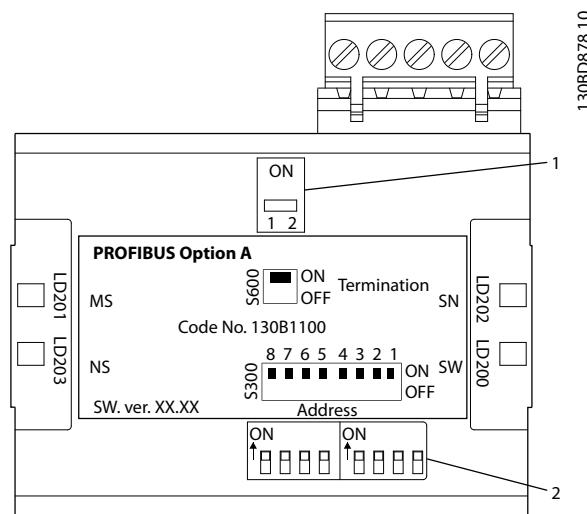 130BD878.10
1
ON
1 2
PROFIBUS Option A
S600
ON
OFF
Termination
LD201
MS
SN
LD202
Code No. 130B1100
LD203
NS
S300
8 7 6 5 4 3 2 1
ON
OFF
SW
LD200
SW. ver. XX.XX
Address
ON
ON
2